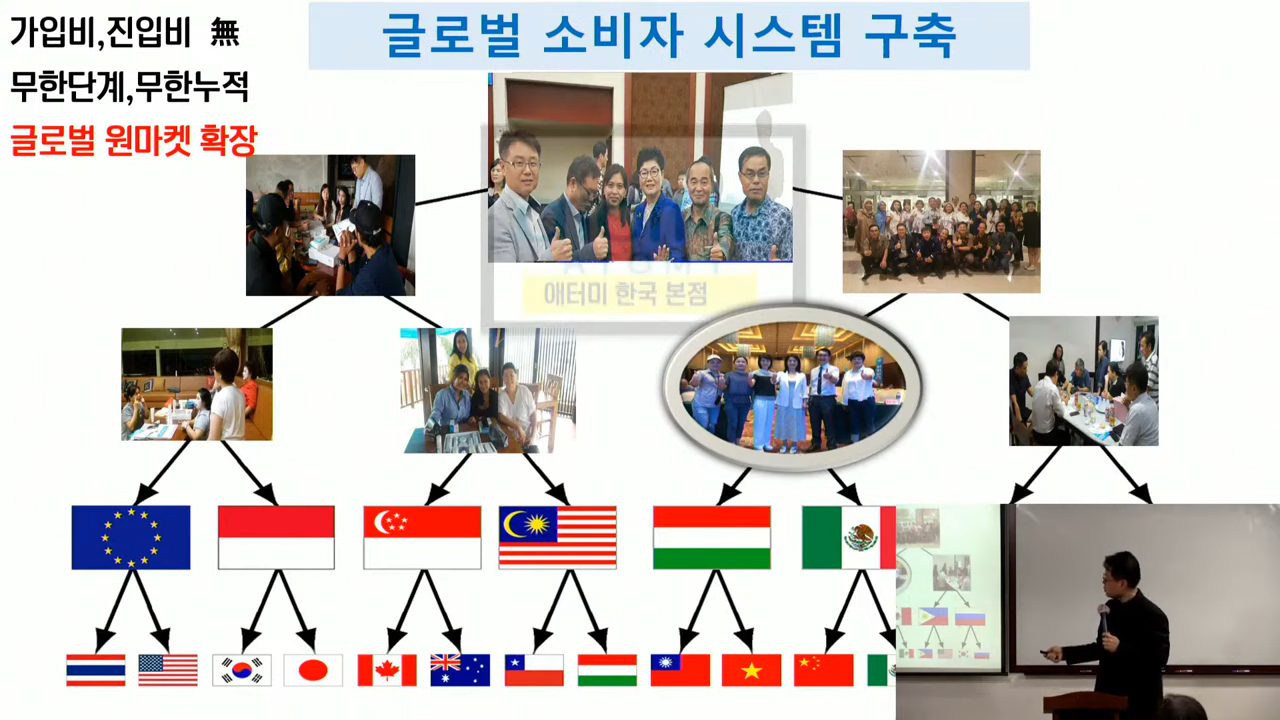 가입비,진입비 無
무한단계,무한누적
글로벌 원마켓 확장
글로벌 소비자 시스템 구축
ATOMY
애터미 한국 본점